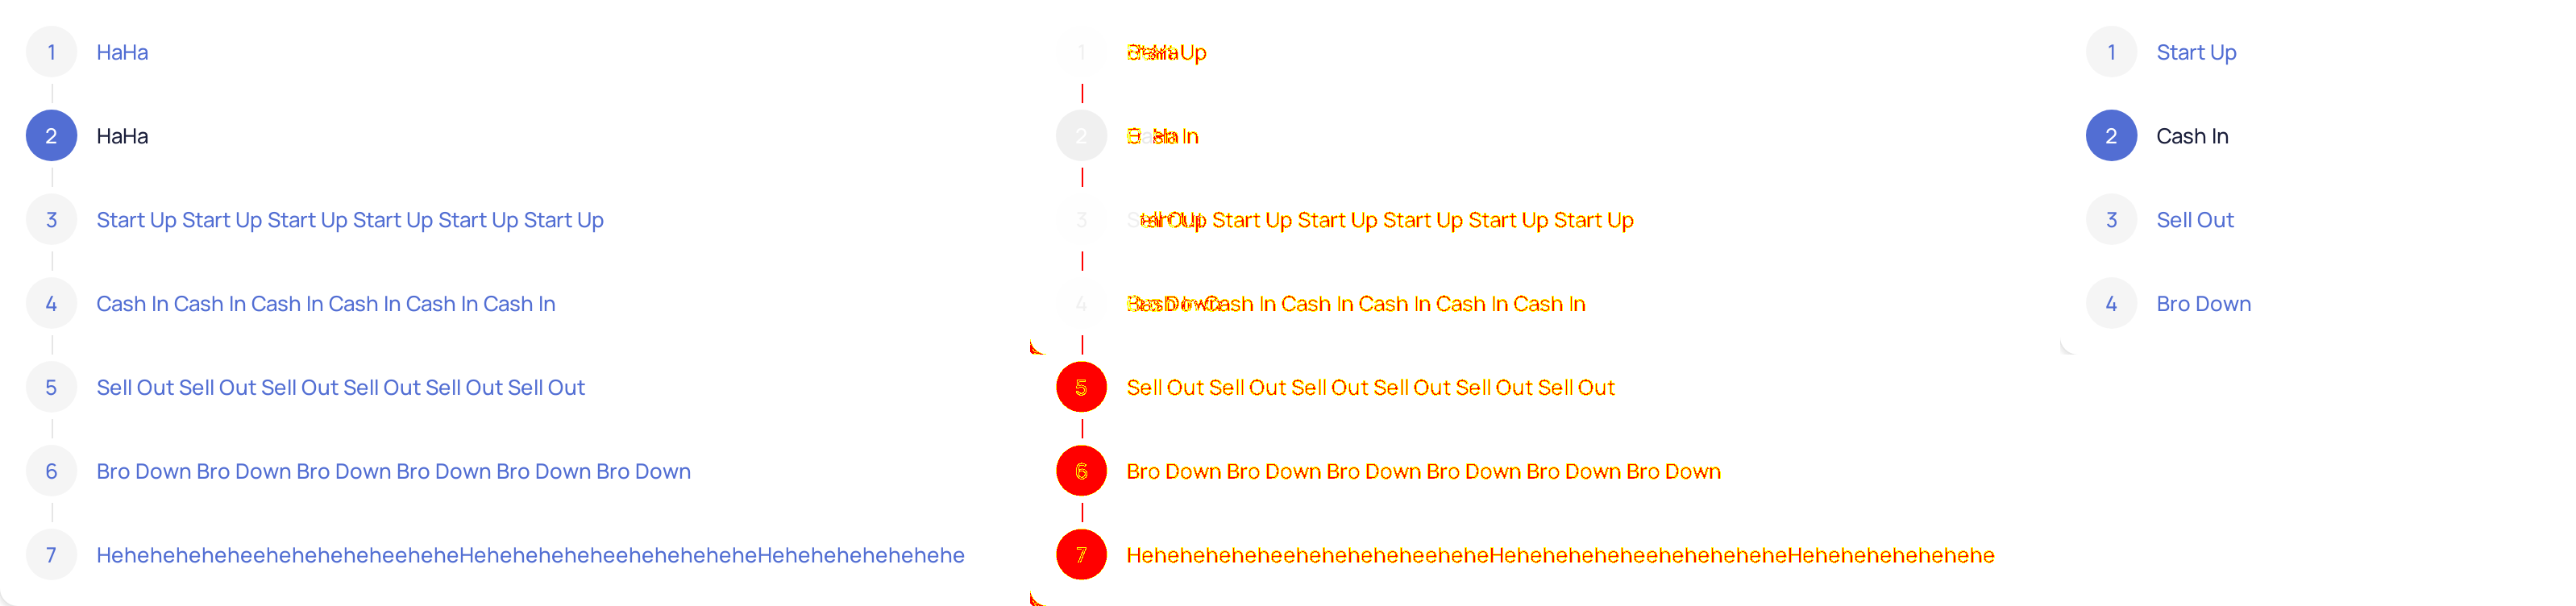 1 HaHa
2 HaHa
3 Start Up Start Up Start Up Start Up Start Up Start Up
4 Cash In Cash In Cash In Cash In Cash In Cash In
5 Sell Out Sell Out Sell Out Sell Out Sell Out Sell Out
6 Bro Down Bro Down Bro Down Bro Down Bro Down Bro Down
7
1 Up
2 In
3 Start Up Start Up Start Up Start Up Start Up
4 Cash In Cash In Cash In Cash In Cash In
5 Sell Out Sell Out Sell Out Sell Out Sell Out Sell Out
6 Bro Down Bro Down Bro Down Bro Down Bro Down Bro Down
7
1 Start Up
2 Cash In
3 Sell Out
4 Bro Down